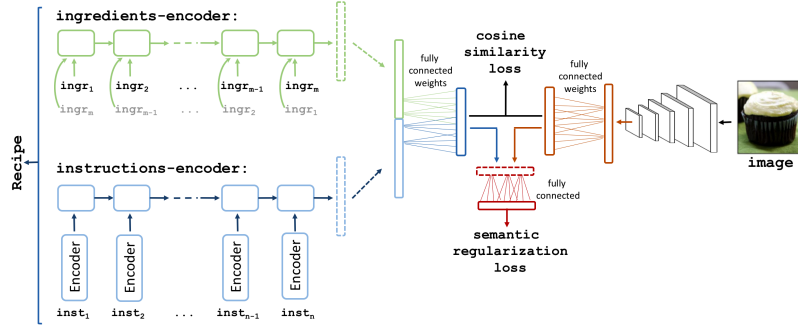 Recipe
ingredients-encoder:
ingr1 ingr2 ... ingrm-1 ingrm
ingrm ingrm-1 ... ingr2 ingr1
instructions-encoder:
Encoder Encoder Encoder Encoder
inst1 inst2 ... instn-1 instn
fully
connected
weights
cosine
similarity
loss
fully
connected
weights
fully
connected
semantic
regularization
loss
image